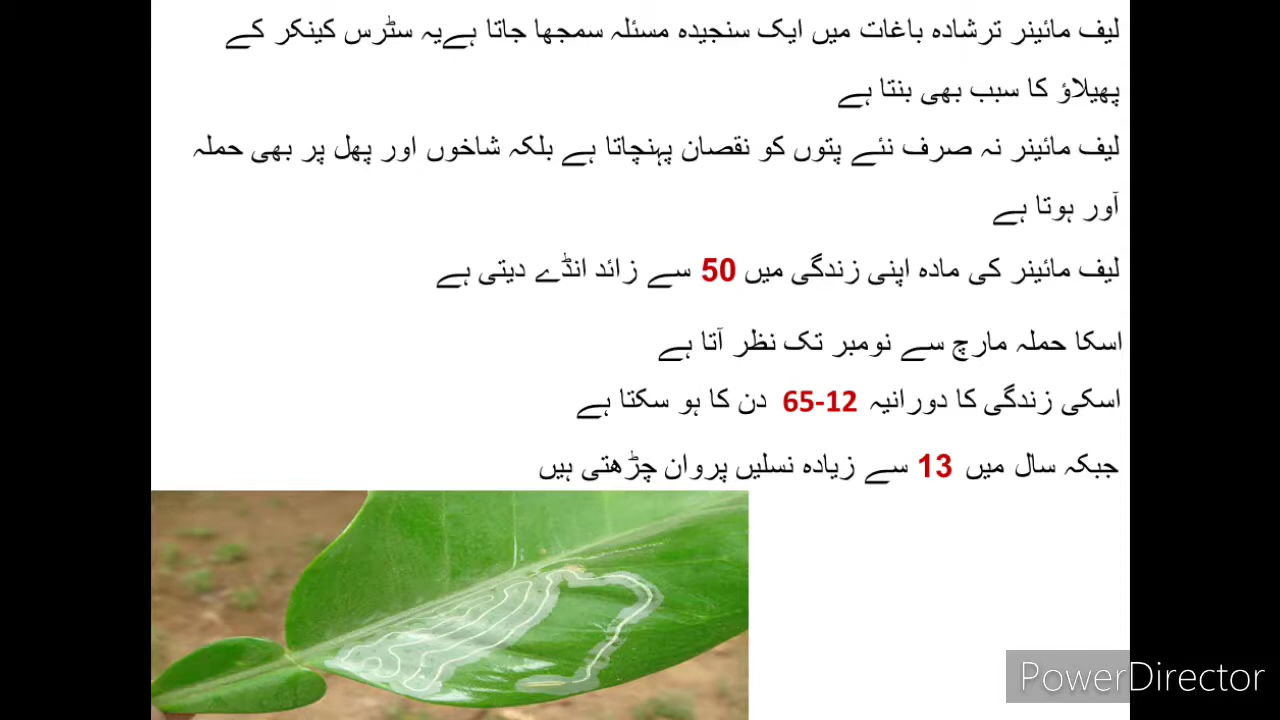 لیف مائینر ترشادہ باغات میں ایک سنجیدہ مسئلہ سمجھا جاتا ہےیہ سٹرس کینکر کے
پھیلاؤ کا سبب بھی بنتا ہے
لیف مائینر نہ صرف نئے پتوں کو نقصان پہنچاتا ہے بلکہ شاخوں اور پھل پر بھی حملہ
آور ہوتا ہے
لیف مائینر کی مادہ اپنی زندگی میں 50 سے زائد انڈے دیتی ہے
اسکا حملہ مارچ سے نومبر تک نظر آتا ہے
اسکی زندگی کا دورانیہ 12-65 دن کا ہو سکتا ہے
جبکہ سال میں 13 سے زیادہ نسلیں پروان چڑھتی ہیں
PowerDirector